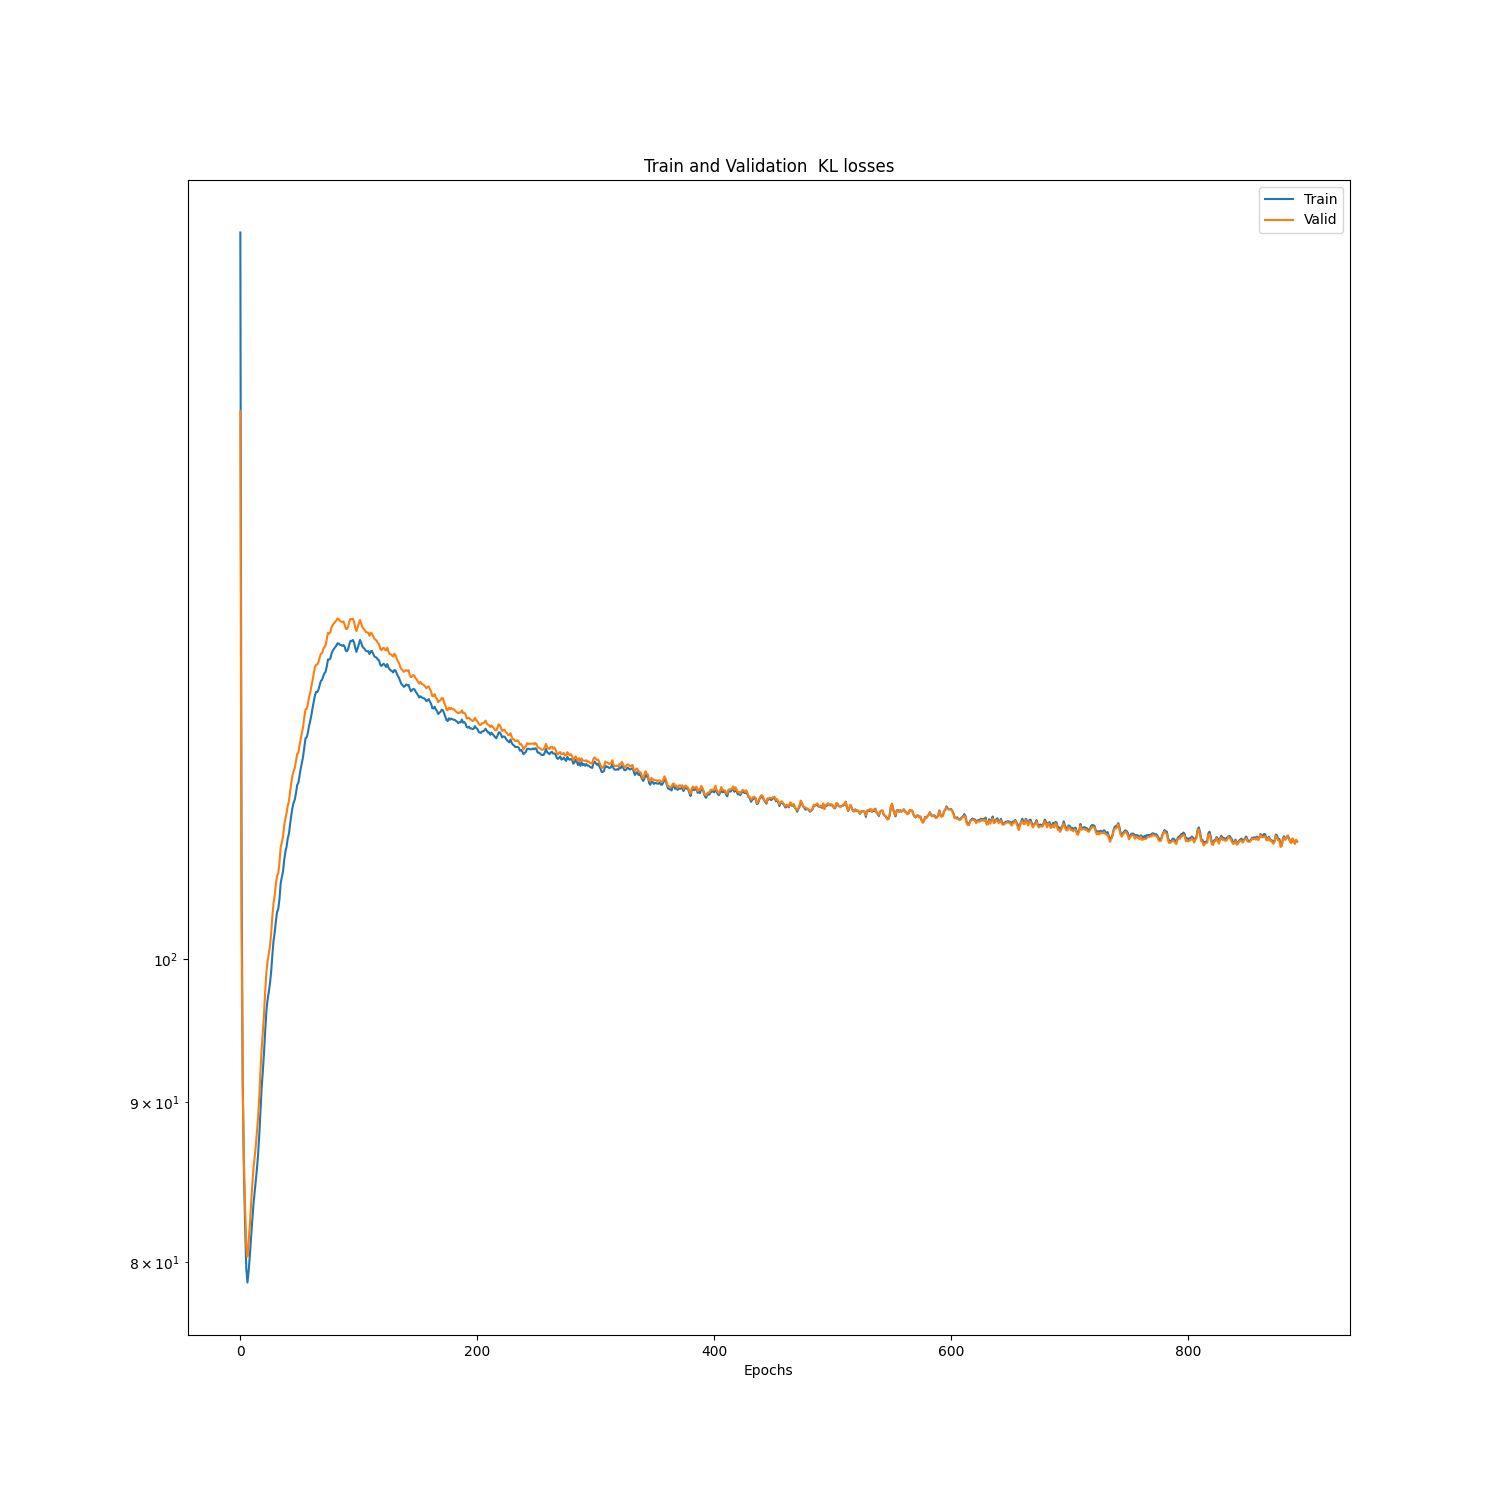 Train and Validation  KL losses
Train
Valid
10²
9 × 10¹
8 × 10¹
0 200 400 600 800
Epochs